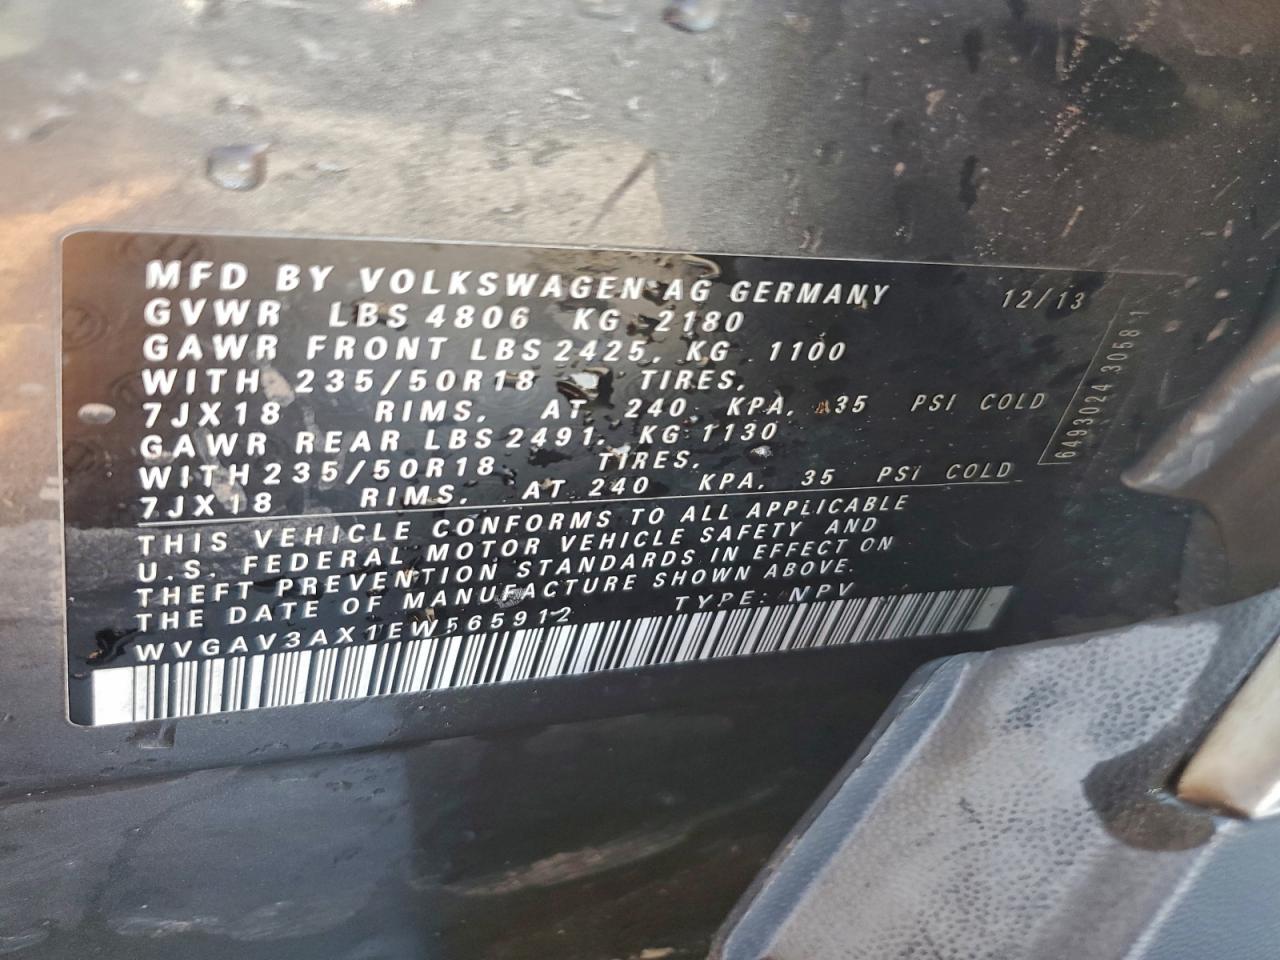 MFD BY VOLKSWAGEN AG GERMANY 12/13
GVWR LBS 4806 KG 2180
GAWR FRONT LBS 2425, KG 1100
WITH 235/50R18 TIRES,
7JX18 RIMS, AT 240 KPA, 35 PSI COLD
GAWR REAR LBS 2491, KG 1130
WITH 235/50R18 TIRES,
7JX18 RIMS, AT 240 KPA, 35 PSI COLD
THIS VEHICLE CONFORMS TO ALL APPLICABLE
U.S. FEDERAL MOTOR VEHICLE SAFETY AND
THEFT PREVENTION STANDARDS IN EFFECT ON
THE DATE OF MANUFACTURE SHOWN ABOVE.
WVGAV3AX1EW565912 TYPE: NPV
6493024 30581